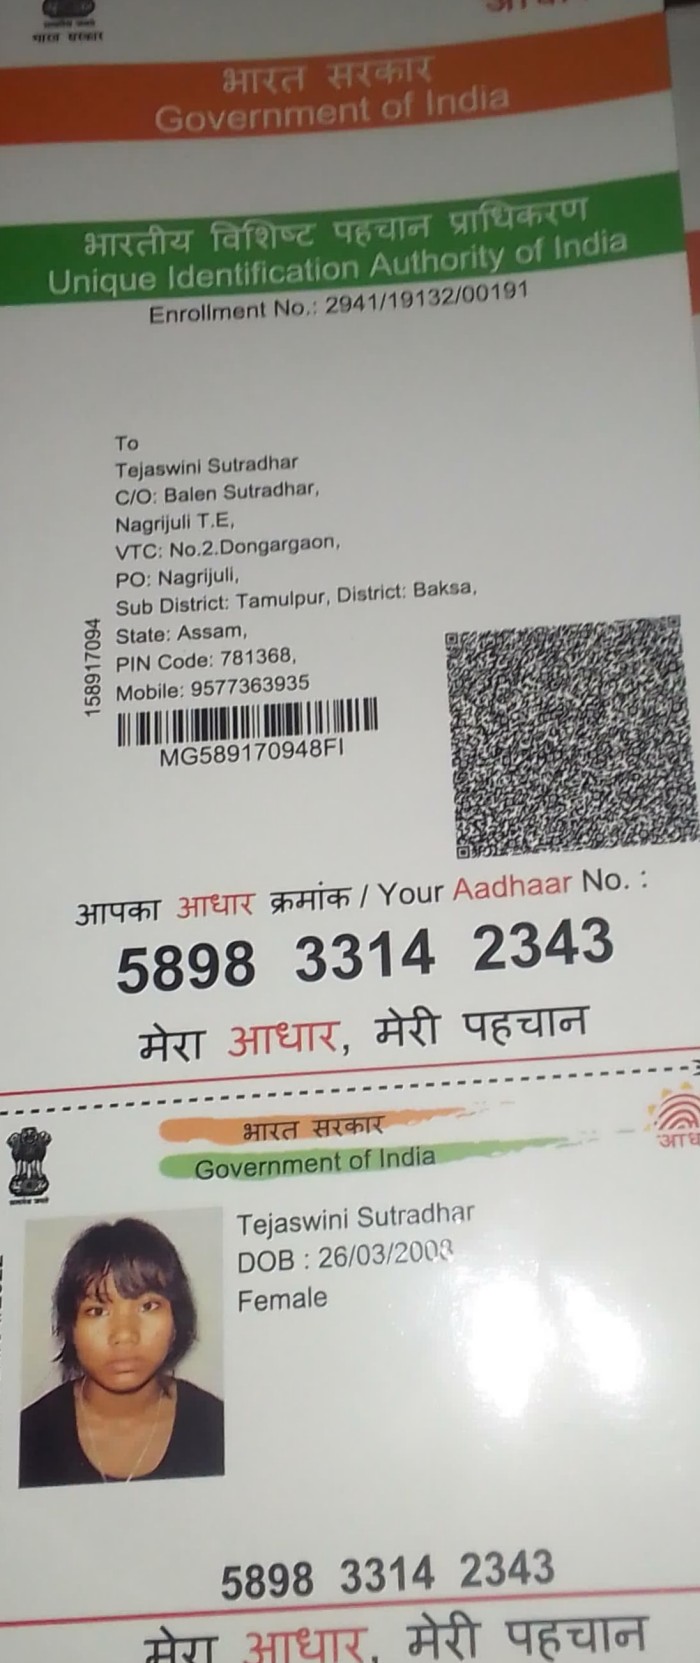 भारत सरकार
भारत सरकार
Government of India
भारतीय विशिष्ट पहचान प्राधिकरण
Unique Identification Authority of India
Enrollment No.: 2941/19132/00191
To
Tejaswini Sutradhar
C/O: Balen Sutradhar,
Nagrijuli T.E,
VTC: No.2.Dongargaon,
PO: Nagrijuli,
Sub District: Tamulpur, District: Baksa,
State: Assam,
PIN Code: 781368,
Mobile: 9577363935
158917094
MG589170948FI
आपका आधार क्रमांक / Your Aadhaar No. :
5898 3314 2343
मेरा आधार, मेरी पहचान
भारत सरकार
Government of India
Tejaswini Sutradhar
DOB :
Female
5898 3314 2343
मेरा आधार, मेरी पहचान